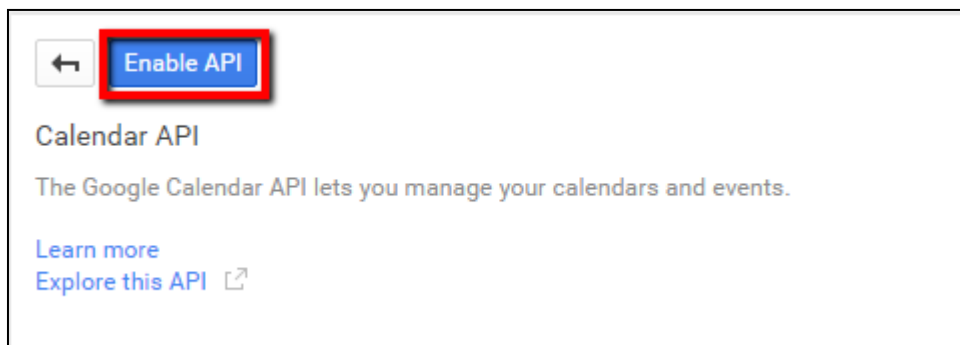 Enable API
Calendar API
The Google Calendar API lets you manage your calendars and events.
Learn more
Explore this API